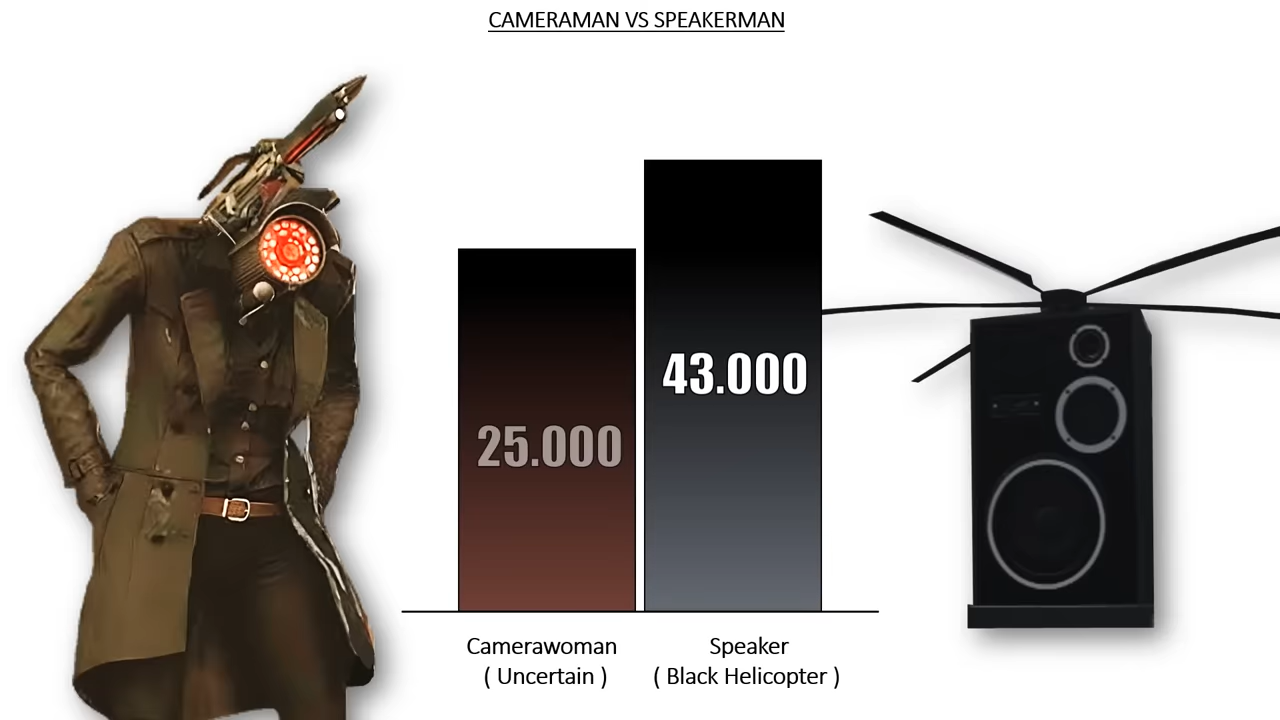 CAMERAMAN VS SPEAKERMAN
25.000
43.000
Camerawoman
( Uncertain )
Speaker
( Black Helicopter )